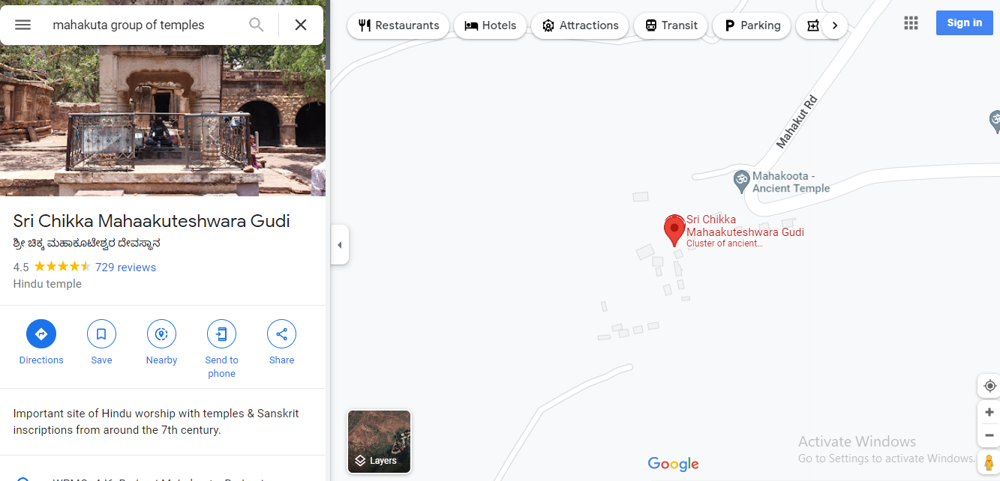 mahakuta group of temples
Restaurants
Hotels
Attractions
Transit
Parking
Sign in
Mahakut Rd
Mahakoota -
Ancient Temple
Sri Chikka
Mahaakuteshwara Gudi
Cluster of ancient...
Sri Chikka Mahaakuteshwara Gudi
ಶ್ರೀ ಚಿಕ್ಕ ಮಹಾಕೂಟೇಶ್ವರ ದೇವಸ್ಥಾನ
4.5 729 reviews
Hindu temple
Directions
Save
Nearby
Send to
phone
Share
Important site of Hindu worship with temples & Sanskrit
inscriptions from around the 7th century.
Layers
Google
Activate Windows
Go to Settings to activate Windows.